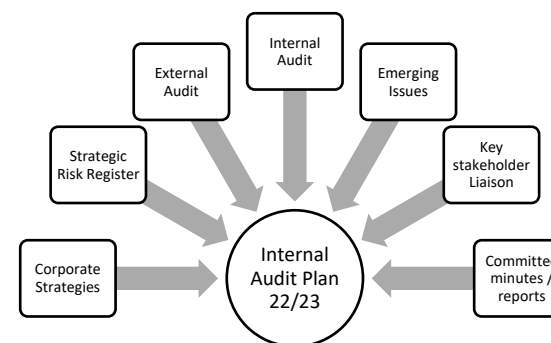 Internal
Audit
External
Audit
Emerging
Issues
Strategic
Risk Register
Key
stakeholder
Liaison
Corporate
Strategies
Internal
Audit Plan
22/23
Committee
minutes /
reports